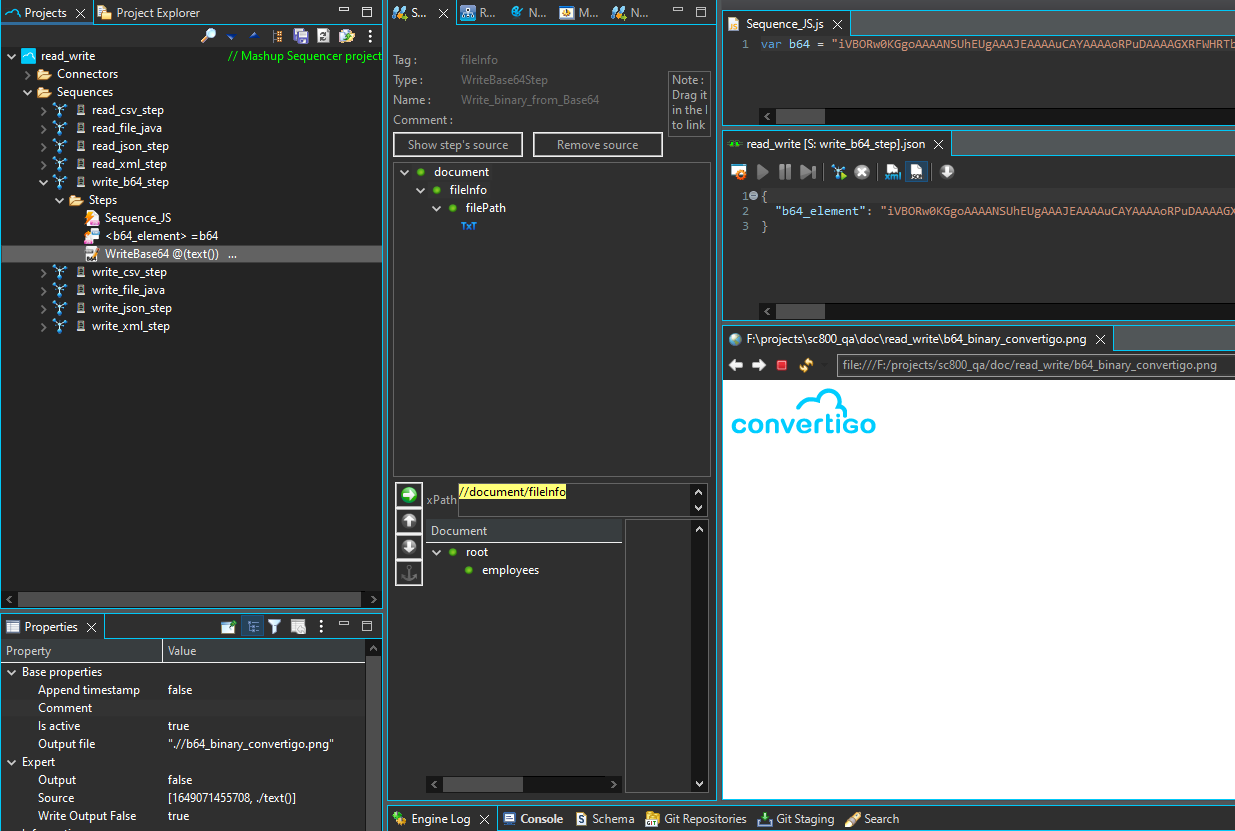 Projects
Project Explorer
read_write // Mashup Sequencer project
Connectors
Sequences
read_csv_step
read_file_java
read_json_step
read_xml_step
write_b64_step
Steps
Sequence_JS
<b64_element> =b64
WriteBase64 @(text()) ...
write_csv_step
write_file_java
write_json_step
write_xml_step
Properties
Property Value
Base properties
Append timestamp false
Comment
Is active true
Output file ".//b64_binary_convertigo.png"
Expert
Output false
Source [1649071455708, ./text()]
Write Output False true
S... R... N... M... N...
Tag : fileInfo
Type : WriteBase64Step
Name : Write_binary_from_Base64
Comment :
Note :
Drag it
in the l
to link
Show step's source
Remove source
document
fileInfo
filePath
TxT
xPath //document/fileInfo
Document
root
employees
Sequence_JS.js
1 var b64 = "iVBORw0KGgoAAAANSUhEUgAAAJEAAAAuCAYAAAAoRPuDAAAAGXRFWHRTb
read_write [S: write_b64_step].json
1 {
2 "b64_element": "iVBORw0KGgoAAAANSUhEUgAAAJEAAAAuCAYAAAAoRPuDAAAAGX
3 }
F:\projects\sc800_qa\doc\read_write\b64_binary_convertigo.png
file:///F:/projects/sc800_qa/doc/read_write/b64_binary_convertigo.png
convertigo
Engine Log
Console
Schema
Git Repositories
Git Staging
Search